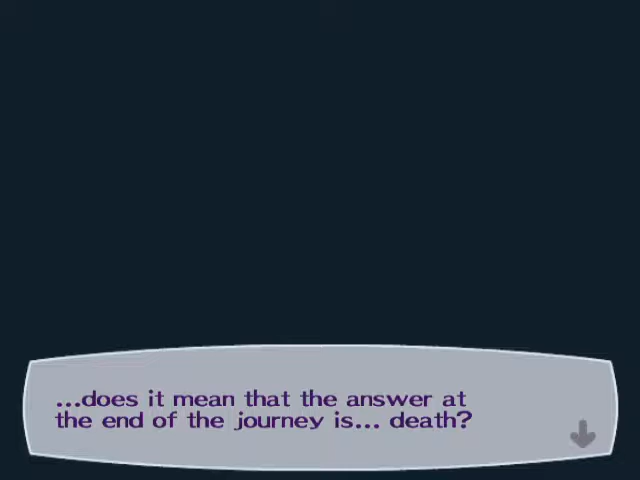 ...does it mean that the answer at
the end of the journey is... death?